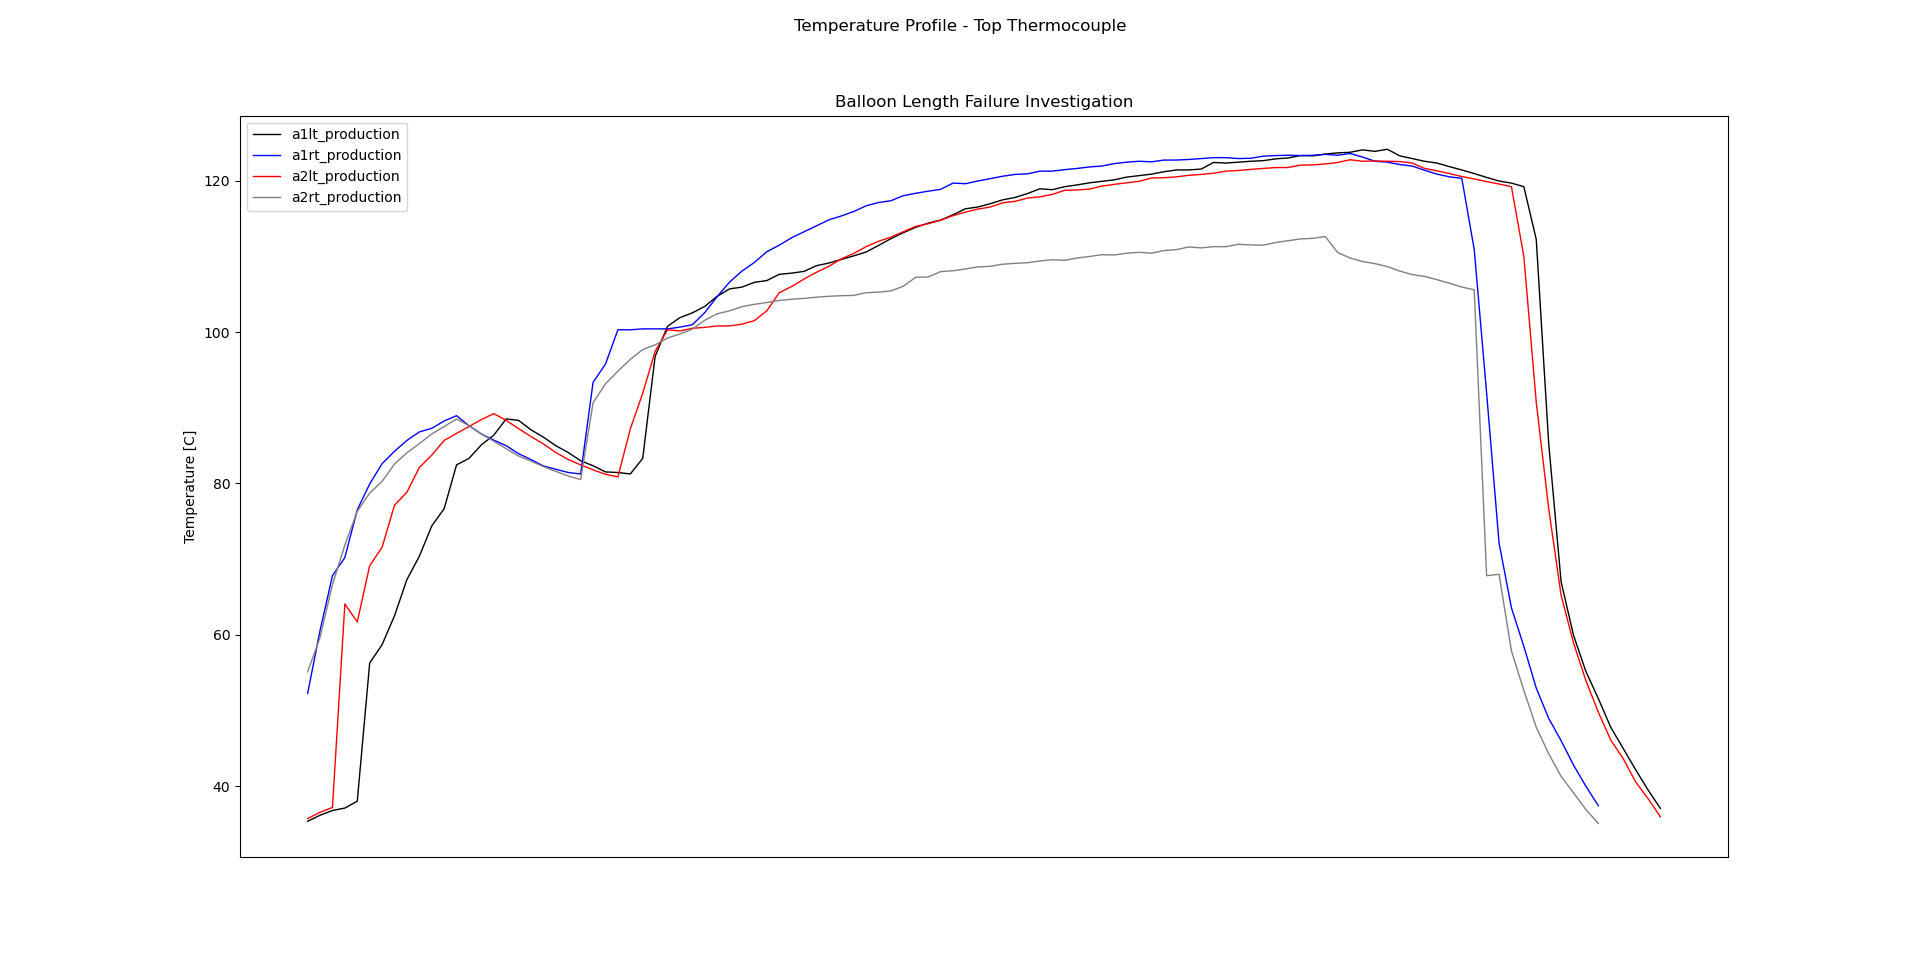 Temperature Profile - Top Thermocouple
Balloon Length Failure Investigation
a1lt_production
a1rt_production
a2lt_production
a2rt_production
120
100
80
60
40
Temperature [C]